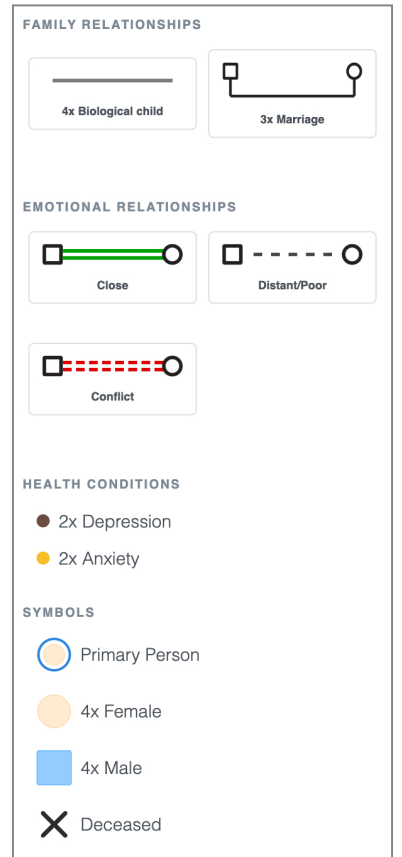 FAMILY RELATIONSHIPS
4x Biological child
3x Marriage
EMOTIONAL RELATIONSHIPS
Close
Distant/Poor
Conflict
HEALTH CONDITIONS
2x Depression
2x Anxiety
SYMBOLS
Primary Person
4x Female
4x Male
Deceased